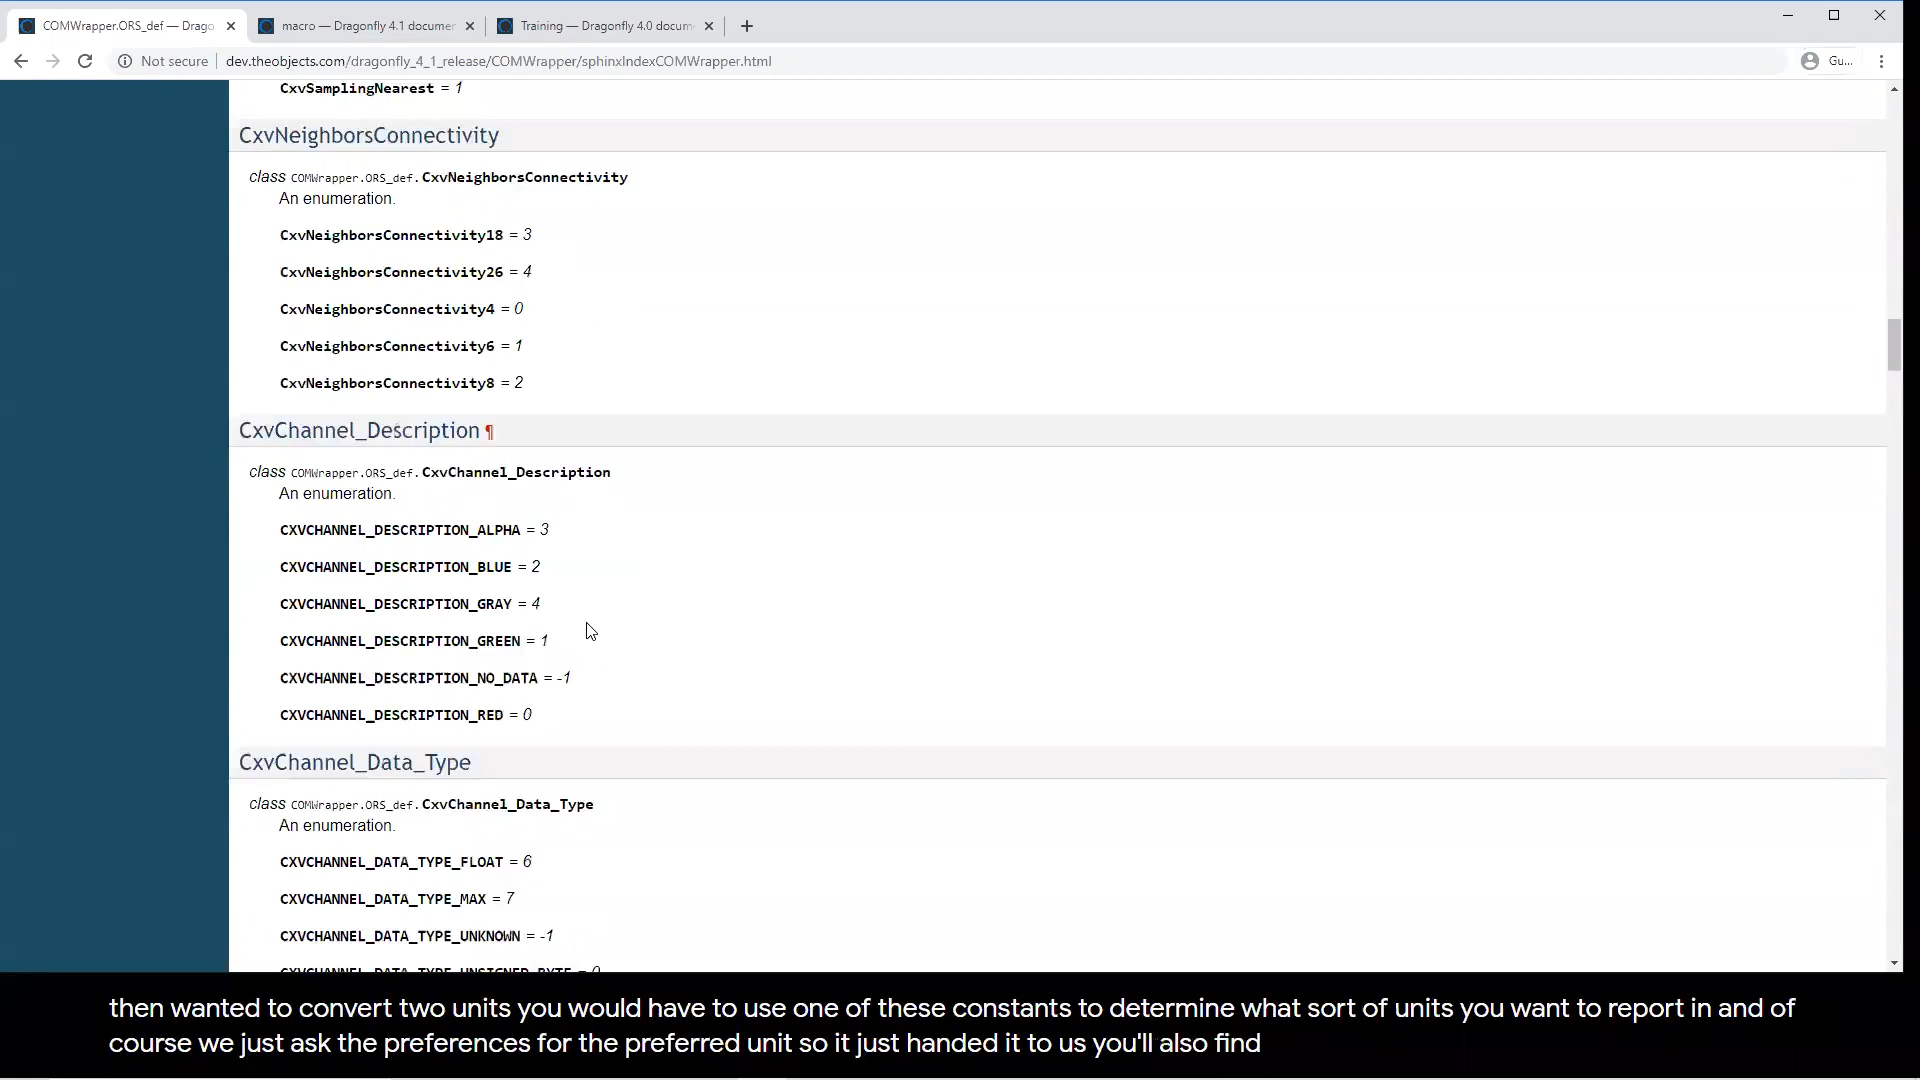 COMWrapper.ORS_def — Drago
macro — Dragonfly 4.1 documen
Training — Dragonfly 4.0 docum
Not secure
dev.theobjects.com/dragonfly_4_1_release/COMWrapper/sphinxIndexCOMWrapper.html
Gu...
CxvSamplingNearest = 1
CxvNeighborsConnectivity
class COMWrapper.ORS_def.CxvNeighborsConnectivity
An enumeration.
CxvNeighborsConnectivity18 = 3
CxvNeighborsConnectivity26 = 4
CxvNeighborsConnectivity4 = 0
CxvNeighborsConnectivity6 = 1
CxvNeighborsConnectivity8 = 2
CxvChannel_Description ¶
class COMWrapper.ORS_def.CxvChannel_Description
An enumeration.
CXVCHANNEL_DESCRIPTION_ALPHA = 3
CXVCHANNEL_DESCRIPTION_BLUE = 2
CXVCHANNEL_DESCRIPTION_GRAY = 4
CXVCHANNEL_DESCRIPTION_GREEN = 1
CXVCHANNEL_DESCRIPTION_NO_DATA = -1
CXVCHANNEL_DESCRIPTION_RED = 0
CxvChannel_Data_Type
class COMWrapper.ORS_def.CxvChannel_Data_Type
An enumeration.
CXVCHANNEL_DATA_TYPE_FLOAT = 6
CXVCHANNEL_DATA_TYPE_MAX = 7
CXVCHANNEL_DATA_TYPE_UNKNOWN = -1
CXVCHANNEL_DATA_TYPE_UNSIGNED_BYTE = 0
then wanted to convert two units you would have to use one of these constants to determine what sort of units you want to report in and of
course we just ask the preferences for the preferred unit so it just handed it to us you'll also find